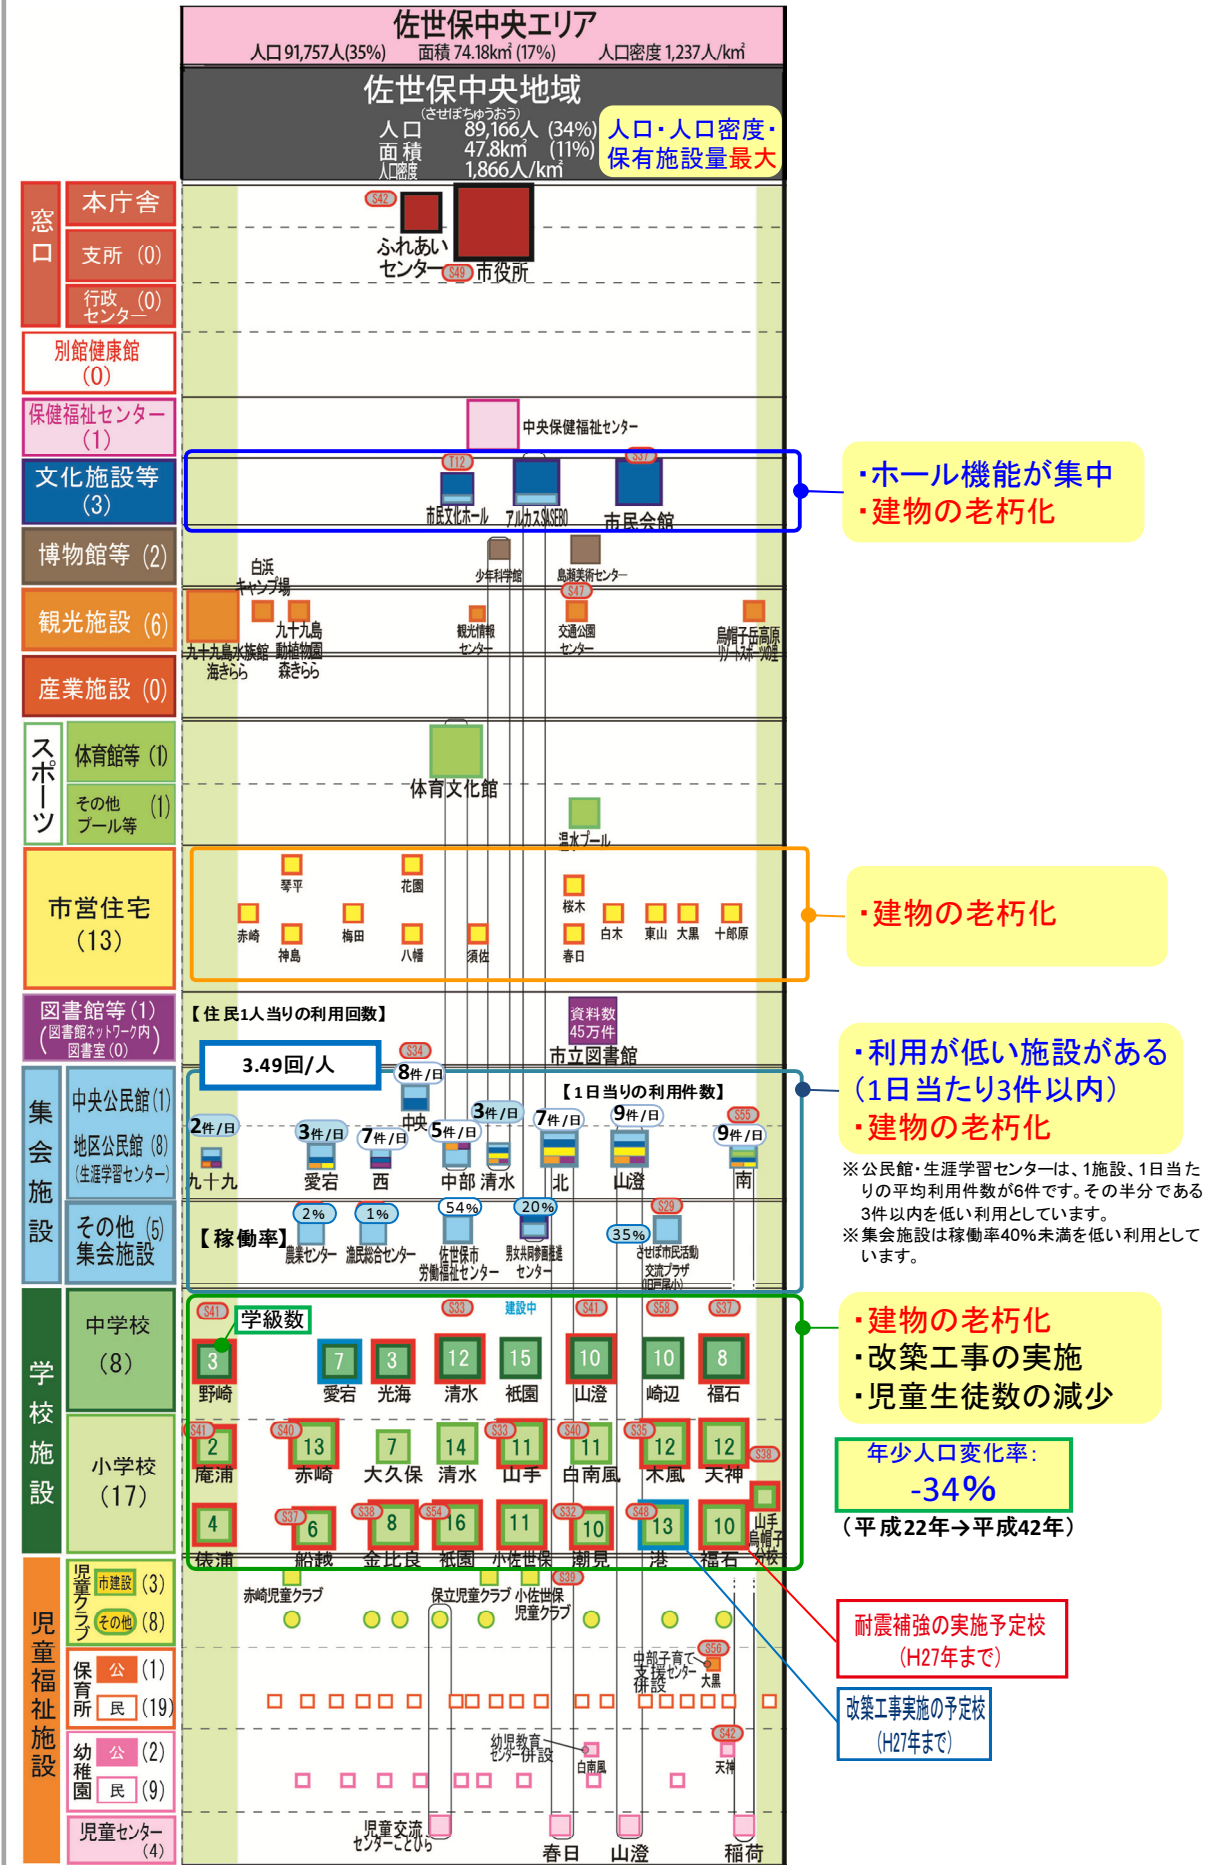 佐世保中央エリア
人口 91,757人(35%) 面積 74.18k㎡ (17%) 人口密度 1,237人/k㎡
佐世保中央地域
(させぼちゅうおう)
人口 89,166人 (34%)
面積 47.8k㎡ (11%)
人口密度 1,866人/k㎡
人口・人口密度・
保有施設量最大
窓口
本庁舎
支所 (0)
行政センター (0)
S42
ふれあい
センター
S49
市役所
別館健康館
(0)
保健福祉センター
(1)
中央保健福祉センター
文化施設等
(3)
T12
S37
市民文化ホール
アルカスSASEBO
市民会館
・ホール機能が集中
・建物の老朽化
博物館等 (2)
少年科学館
島瀬美術センター
観光施設 (6)
白浜
キャンプ場
九十九島水族館
海きらら
九十九島
動植物園
森きらら
観光情報
センター
S47
交通公園
センター
烏帽子岳高原
リゾートスポーツの里
産業施設 (0)
スポーツ
体育館等 (1)
その他
プール等
(1)
体育文化館
温水プール
市営住宅
(13)
琴平
花園
桜木
赤崎
梅田
白木
東山
大黒
十郎原
神島
八幡
須佐
春日
・建物の老朽化
図書館等 (1)
(図書館ネットワーク内
図書室 (0))
【住民1人当りの利用回数】
3.49回/人
資料数
45万件
市立図書館
集会施設
中央公民館 (1)
地区公民館 (8)
(生涯学習センター)
S34
8件/日
中央
【1日当りの利用件数】
2件/日
九十九
3件/日
愛宕
7件/日
西
5件/日
中部
3件/日
清水
7件/日
北
9件/日
山澄
S55
9件/日
南
・利用が低い施設がある
(1日当たり3件以内)
・建物の老朽化
※公民館・生涯学習センターは、1施設、1日当た
りの平均利用件数が6件です。その半分である
3件以内を低い利用としています。
※集会施設は稼働率40%未満を低い利用として
います。
その他 (5)
集会施設
【稼働率】
2%
農業センター
1%
漁民総合センター
54%
佐世保市
労働福祉センター
20%
男女共同参画推進
センター
35%
S29
させぼ市民活動
交流プラザ
(旧戸尾小)
学校施設
中学校
(8)
学級数
S41
3
野崎
7
愛宕
3
光海
S33
12
清水
建設中
15
祇園
S41
10
山澄
S58
10
崎辺
S37
8
福石
・建物の老朽化
・改築工事の実施
・児童生徒数の減少
小学校
(17)
S41
2
庵浦
S40
13
赤崎
7
大久保
14
清水
S33
11
山手
S40
11
白南風
S35
12
木風
12
天神
S38
山手
烏帽子
分校
4
俵浦
S37
6
船越
S38
8
金比良
S54
16
祇園
11
小佐世保
S32
10
潮見
S48
13
港
10
福石
年少人口変化率:
-34%
(平成22年→平成42年)
耐震補強の実施予定校
(H27年まで)
改築工事実施の予定校
(H27年まで)
児童福祉施設
児童クラブ
市建設 (3)
その他 (8)
赤崎児童クラブ
保立児童クラブ
小佐世保
児童クラブ
S39
保育所
公 (1)
民 (19)
中部子育て
支援センター
併設
S56
大黒
幼稚園
公 (2)
民 (9)
幼児教育
センター併設
白南風
S42
天神
児童センター
(4)
児童交流
センターことひら
春日
山澄
稲荷